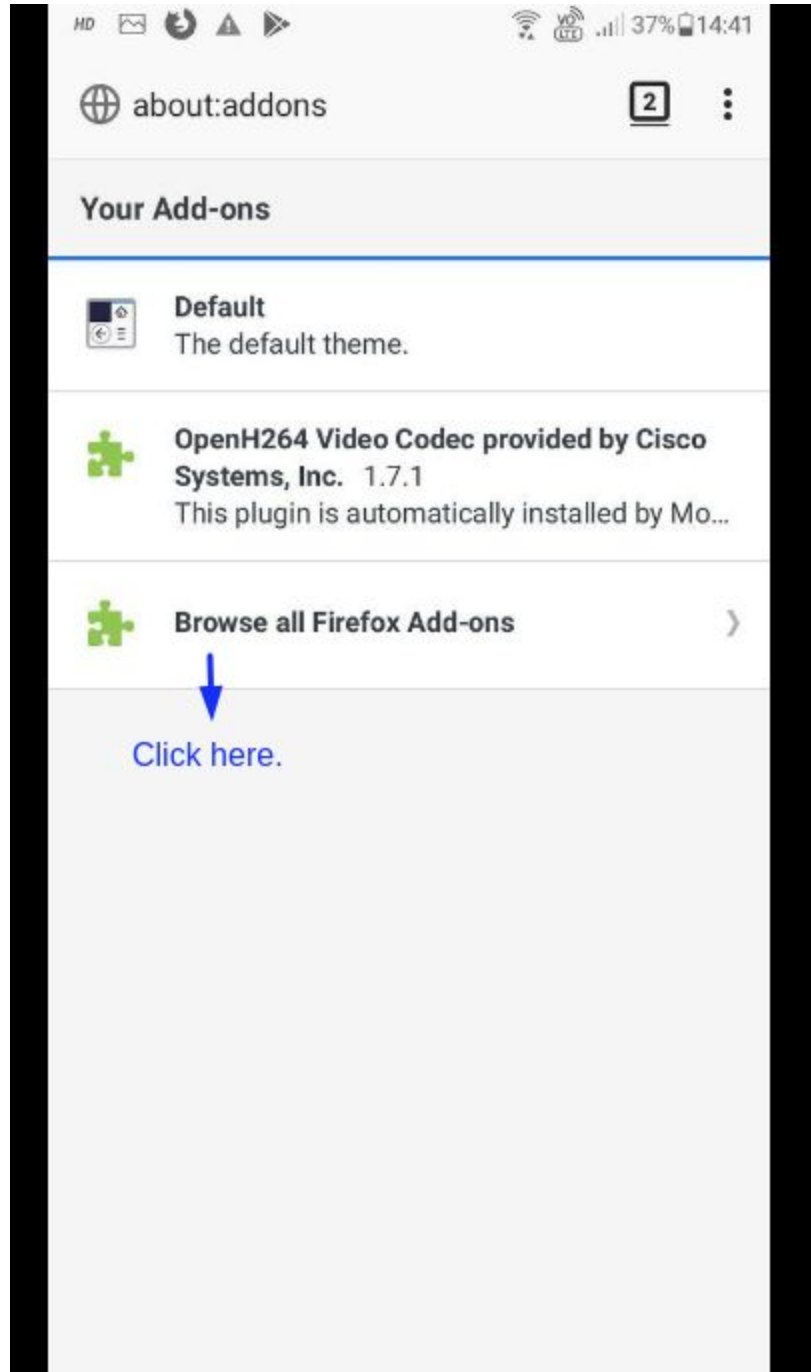 HD VO LTE 37% 14:41
about:addons 2
Your Add-ons
Default
The default theme.
OpenH264 Video Codec provided by Cisco
Systems, Inc. 1.7.1
This plugin is automatically installed by Mo...
Browse all Firefox Add-ons
Click here.